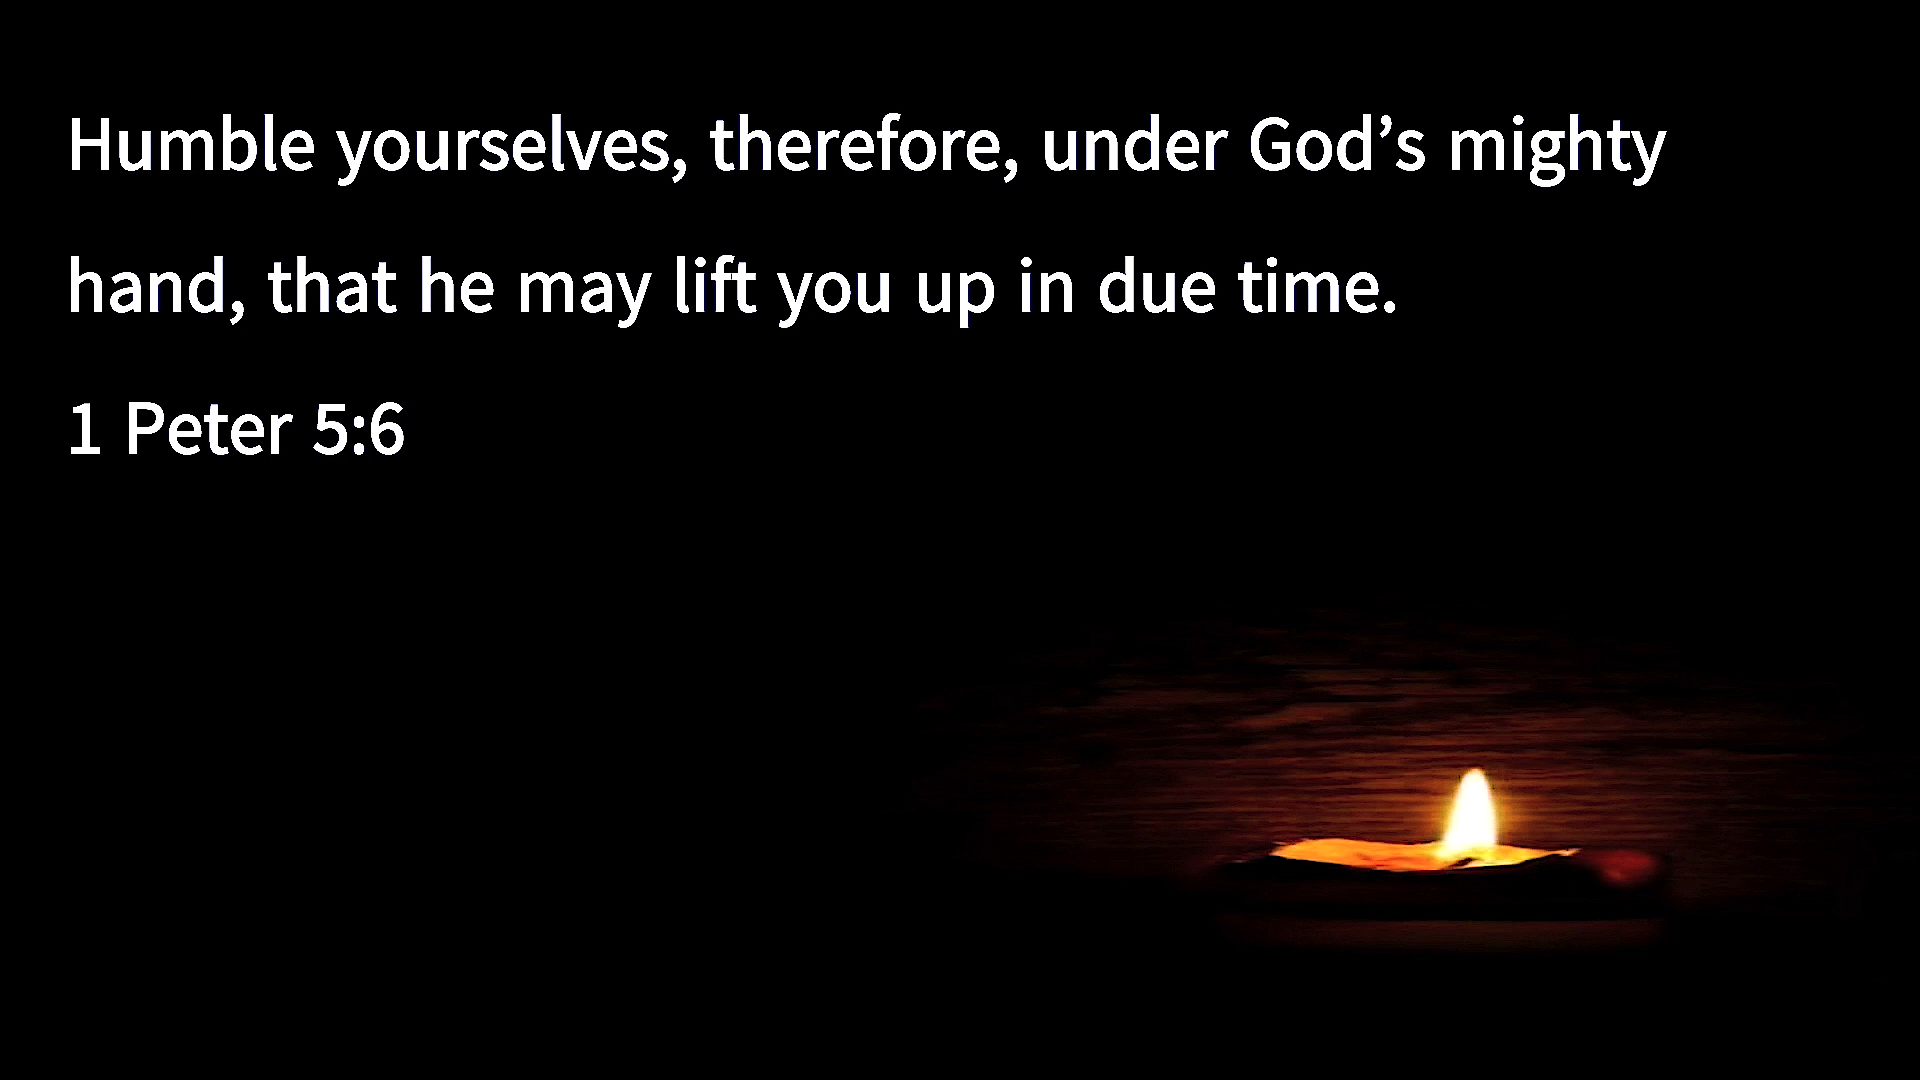 Humble yourselves, therefore, under God’s mighty
hand, that he may lift you up in due time.
1 Peter 5:6